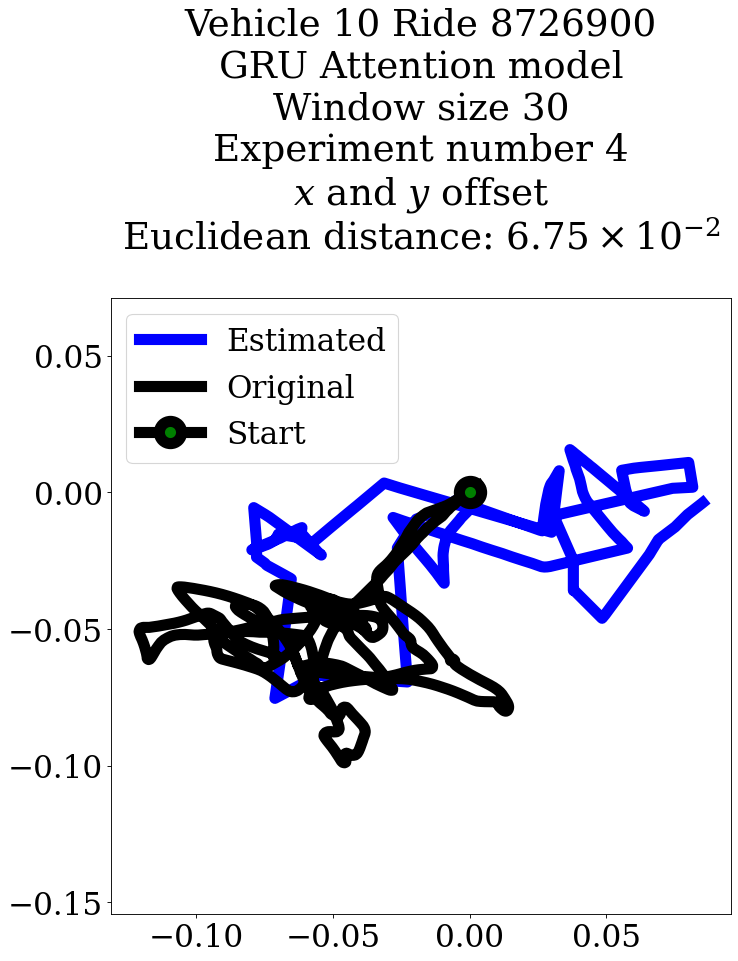 Vehicle 10 Ride 8726900
GRU Attention model
Window size 30
Experiment number 4
x and y offset
Euclidean distance: 6.75 × 10⁻²
Estimated
Original
Start
0.05
0.00
−0.05
−0.10
−0.15
−0.10 −0.05 0.00 0.05